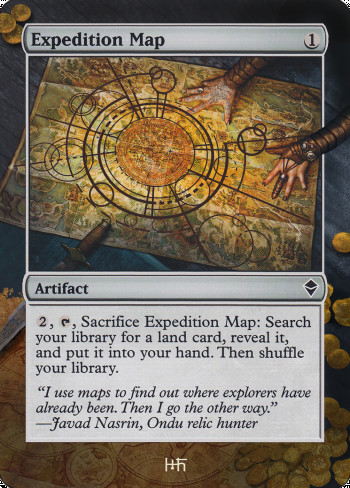 Expedition Map 1
Artifact
2, T, Sacrifice Expedition Map: Search
your library for a land card, reveal it,
and put it into your hand. Then shuffle
your library.
“I use maps to find out where explorers
have already been. Then I go the other way.”
—Javad Nasrin, Ondu relic hunter